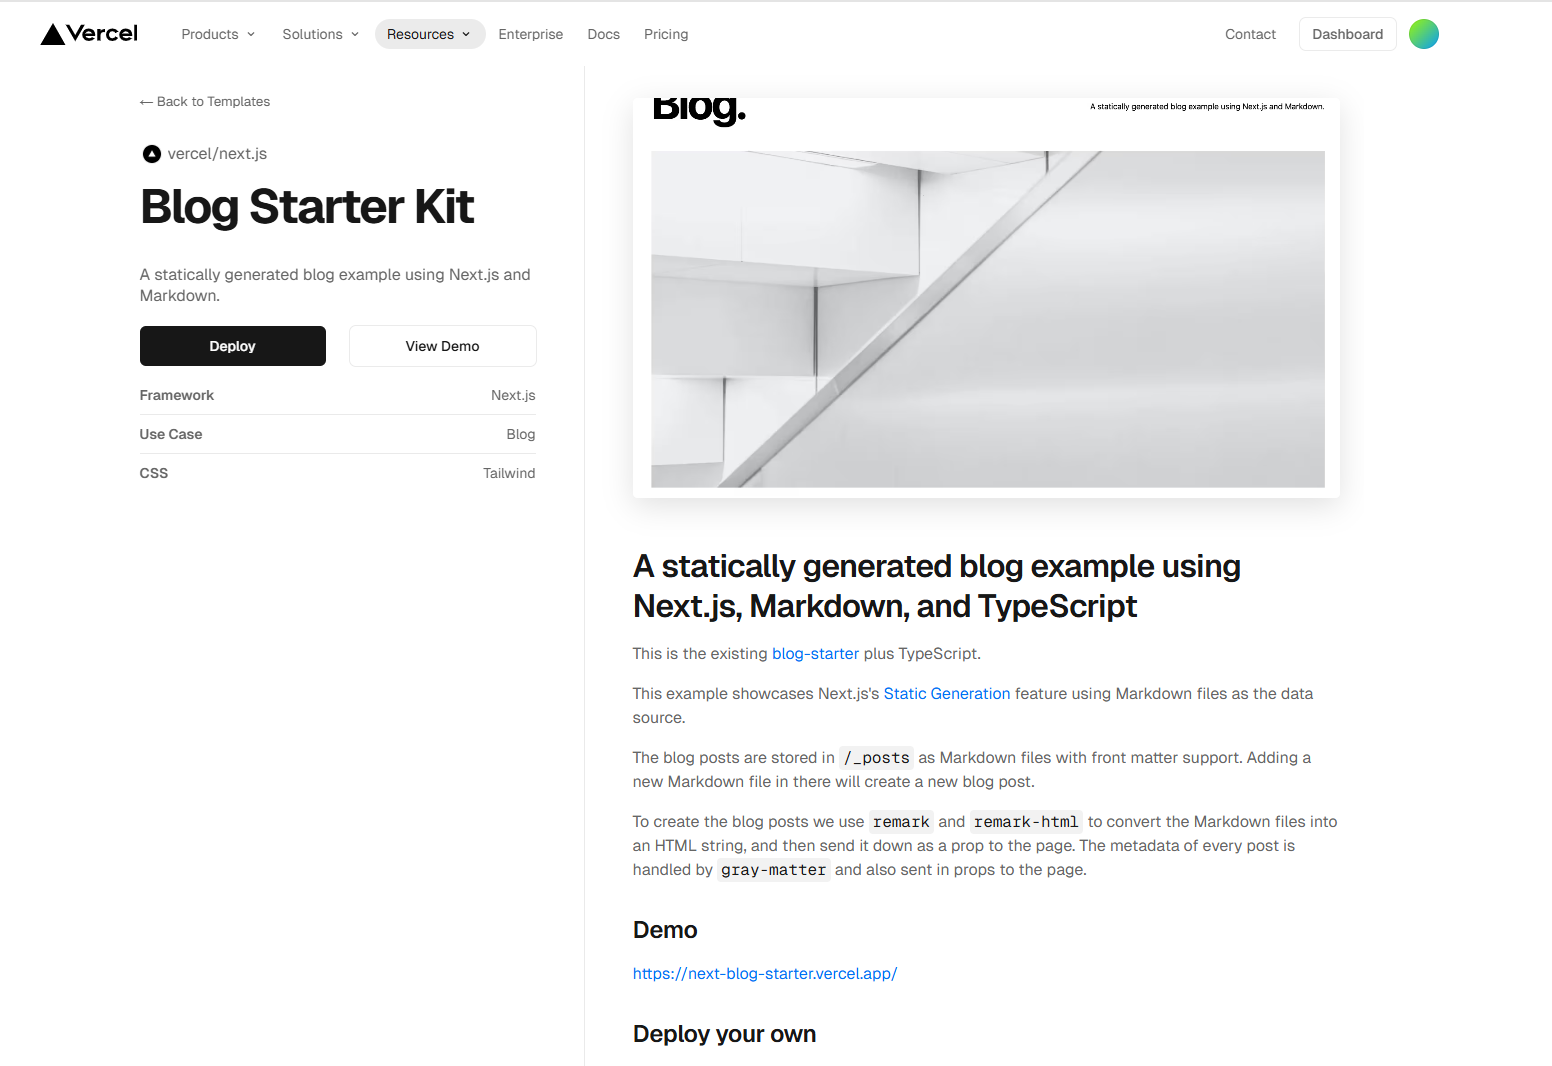 Vercel Products Solutions Resources Enterprise Docs Pricing Contact Dashboard
← Back to Templates
vercel/next.js
Blog Starter Kit
A statically generated blog example using Next.js and
Markdown.
Deploy View Demo
Framework Next.js
Use Case Blog
CSS Tailwind
Blog. A statically generated blog example using Next.js and Markdown.
A statically generated blog example using
Next.js, Markdown, and TypeScript
This is the existing blog-starter plus TypeScript.
This example showcases Next.js's Static Generation feature using Markdown files as the data
source.
The blog posts are stored in /_posts as Markdown files with front matter support. Adding a
new Markdown file in there will create a new blog post.
To create the blog posts we use remark and remark-html to convert the Markdown files into
an HTML string, and then send it down as a prop to the page. The metadata of every post is
handled by gray-matter and also sent in props to the page.
Demo
https://next-blog-starter.vercel.app/
Deploy your own